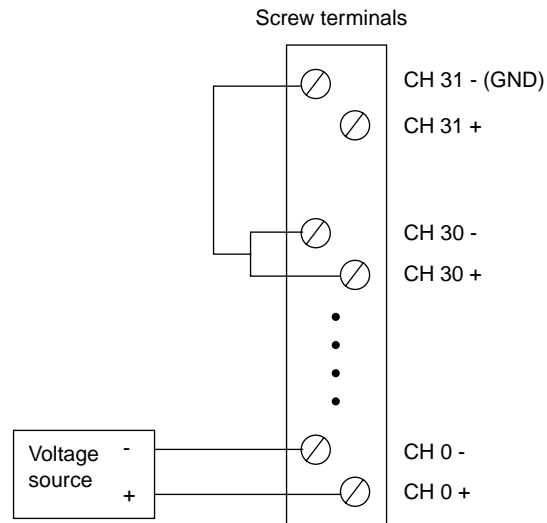 Screw terminals
CH 31 - (GND)
CH 31 +
CH 30 -
CH 30 +
Voltage
source
-
+
CH 0 -
CH 0 +